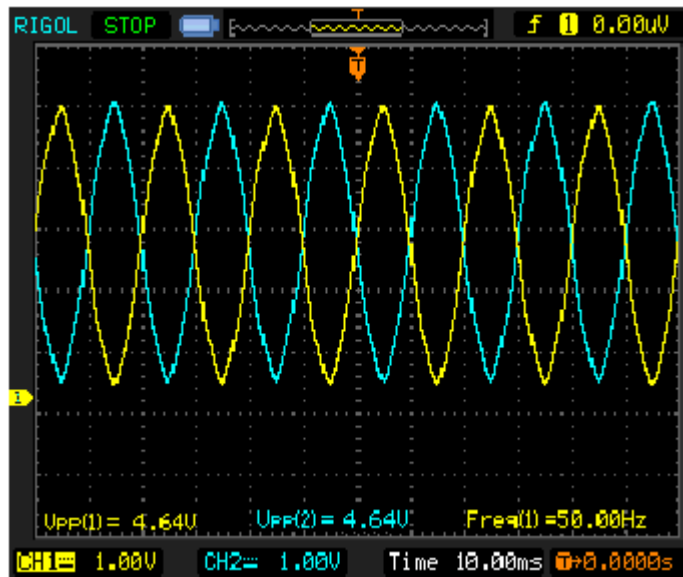 RIGOL STOP T f 1 0.00uV
T
1
Vpp(1)= 4.64V Vpp(2)= 4.64V Freq(1)=50.00Hz
CH1 1.00V CH2 1.00V Time 10.00ms T→0.0000s